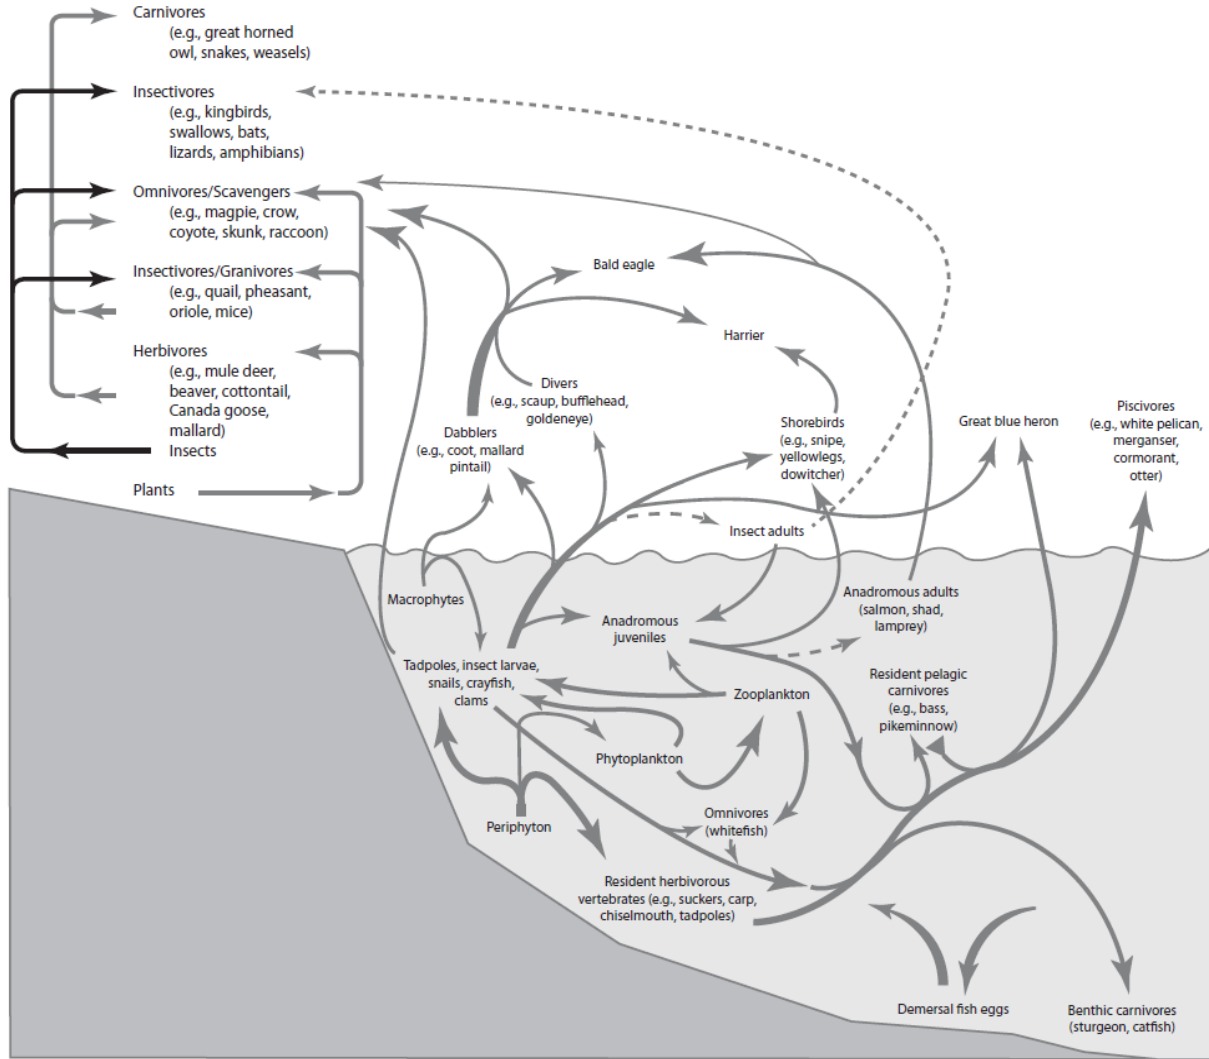 Carnivores
(e.g., great horned
owl, snakes, weasels)
Insectivores
(e.g., kingbirds,
swallows, bats,
lizards, amphibians)
Omnivores/Scavengers
(e.g., magpie, crow,
coyote, skunk, raccoon)
Insectivores/Granivores
(e.g., quail, pheasant,
oriole, mice)
Herbivores
(e.g., mule deer,
beaver, cottontail,
Canada goose,
mallard)
Insects
Plants
Bald eagle
Harrier
Divers
(e.g., scaup, bufflehead,
goldeneye)
Dabblers
(e.g., coot, mallard
pintail)
Shorebirds
(e.g., snipe,
yellowlegs,
dowitcher)
Great blue heron
Piscivores
(e.g., white pelican,
merganser,
cormorant,
otter)
Insect adults
Macrophytes
Anadromous
juveniles
Anadromous adults
(salmon, shad,
lamprey)
Tadpoles, insect larvae,
snails, crayfish,
clams
Zooplankton
Resident pelagic
carnivores
(e.g., bass,
pikeminnow)
Phytoplankton
Periphyton
Omnivores
(whitefish)
Resident herbivorous
vertebrates (e.g., suckers, carp,
chiselmouth, tadpoles)
Demersal fish eggs
Benthic carnivores
(sturgeon, catfish)